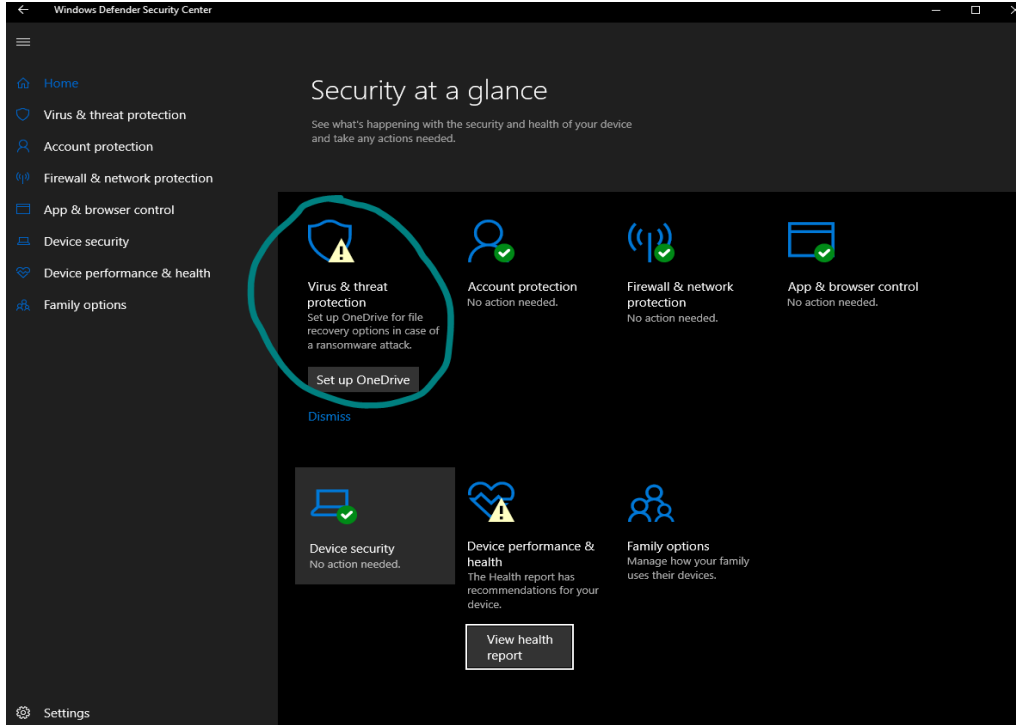 Windows Defender Security Center
Home
Virus & threat protection
Account protection
Firewall & network protection
App & browser control
Device security
Device performance & health
Family options
Settings
Security at a glance
See what's happening with the security and health of your device
and take any actions needed.
Virus & threat
protection
Set up OneDrive for file
recovery options in case of
a ransomware attack.
Set up OneDrive
Dismiss
Account protection
No action needed.
Firewall & network
protection
No action needed.
App & browser control
No action needed.
Device security
No action needed.
Device performance &
health
The Health report has
recommendations for your
device.
View health
report
Family options
Manage how your family
uses their devices.